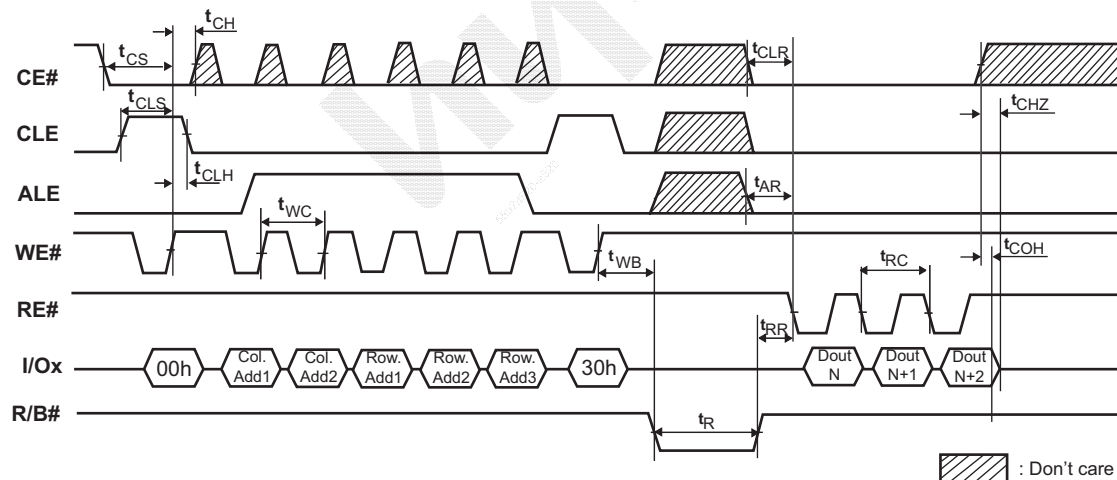 tCH
tCS
tCLR
CE#
tCLS
tCHZ
CLE
tCLH
tAR
ALE
tWC
WE#
tWB
tRC
tCOH
RE#
tRR
I/Ox
00h
Col. Add1
Col. Add2
Row. Add1
Row. Add2
Row. Add3
30h
Dout N
Dout N+1
Dout N+2
R/B#
tR
: Don't care